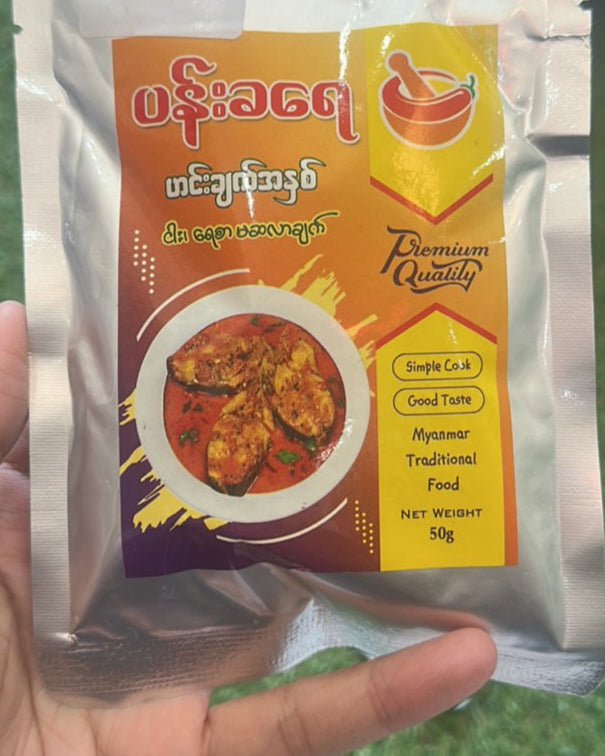 ပန်းခရေ
ဟင်းချက်အနှစ်
ငါး၊ ရေစာ မဆလာချက်
Premium
Quality
Simple Cook
Good Taste
Myanmar
Traditional
Food
NET WEIGHT
50g